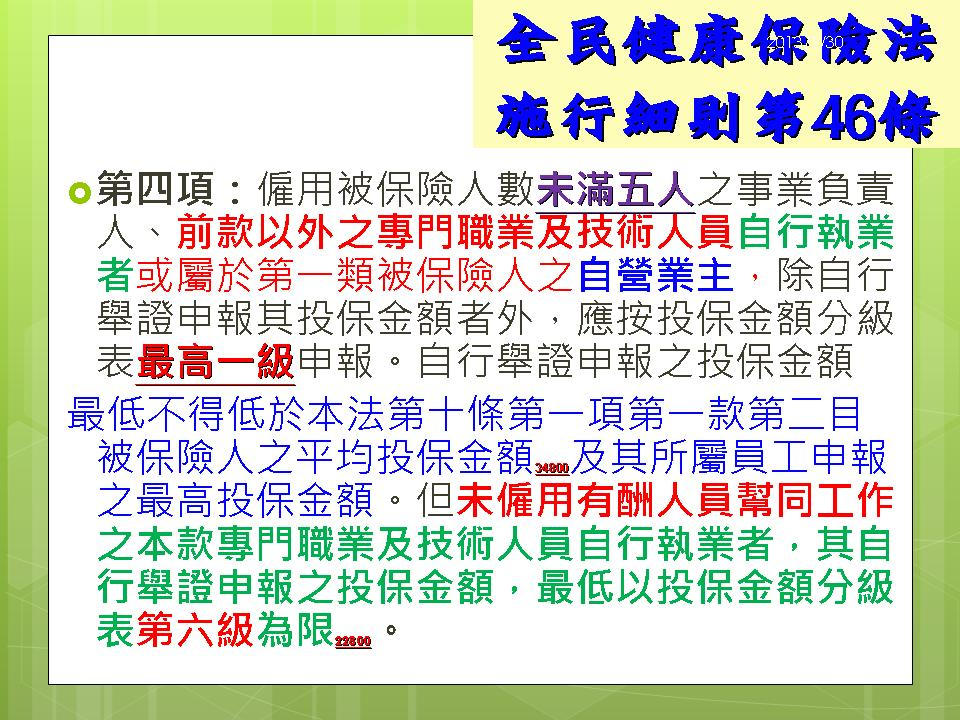 全民健康保險法
施行細則第46條
第四項：僱用被保險人數未滿五人之事業負責
人、前款以外之專門職業及技術人員自行執業
者或屬於第一類被保險人之自營業主，除自行
舉證申報其投保金額者外，應按投保金額分級
表最高一級申報。自行舉證申報之投保金額
最低不得低於本法第十條第一項第一款第二目
被保險人之平均投保金額34800及其所屬員工申報
之最高投保金額。但未僱用有酬人員幫同工作
之本款專門職業及技術人員自行執業者，其自
行舉證申報之投保金額，最低以投保金額分級
表第六級為限22800。